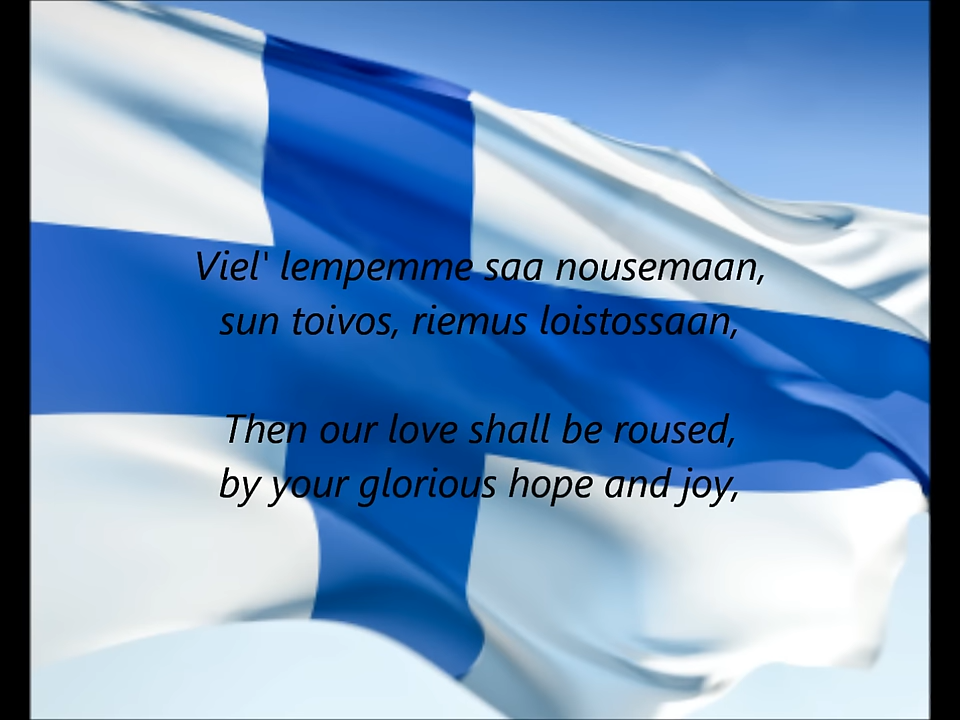 Viel' lempemme saa nousemaan,
sun toivos, riemus loistossaan,
Then our love shall be roused,
by your glorious hope and joy,